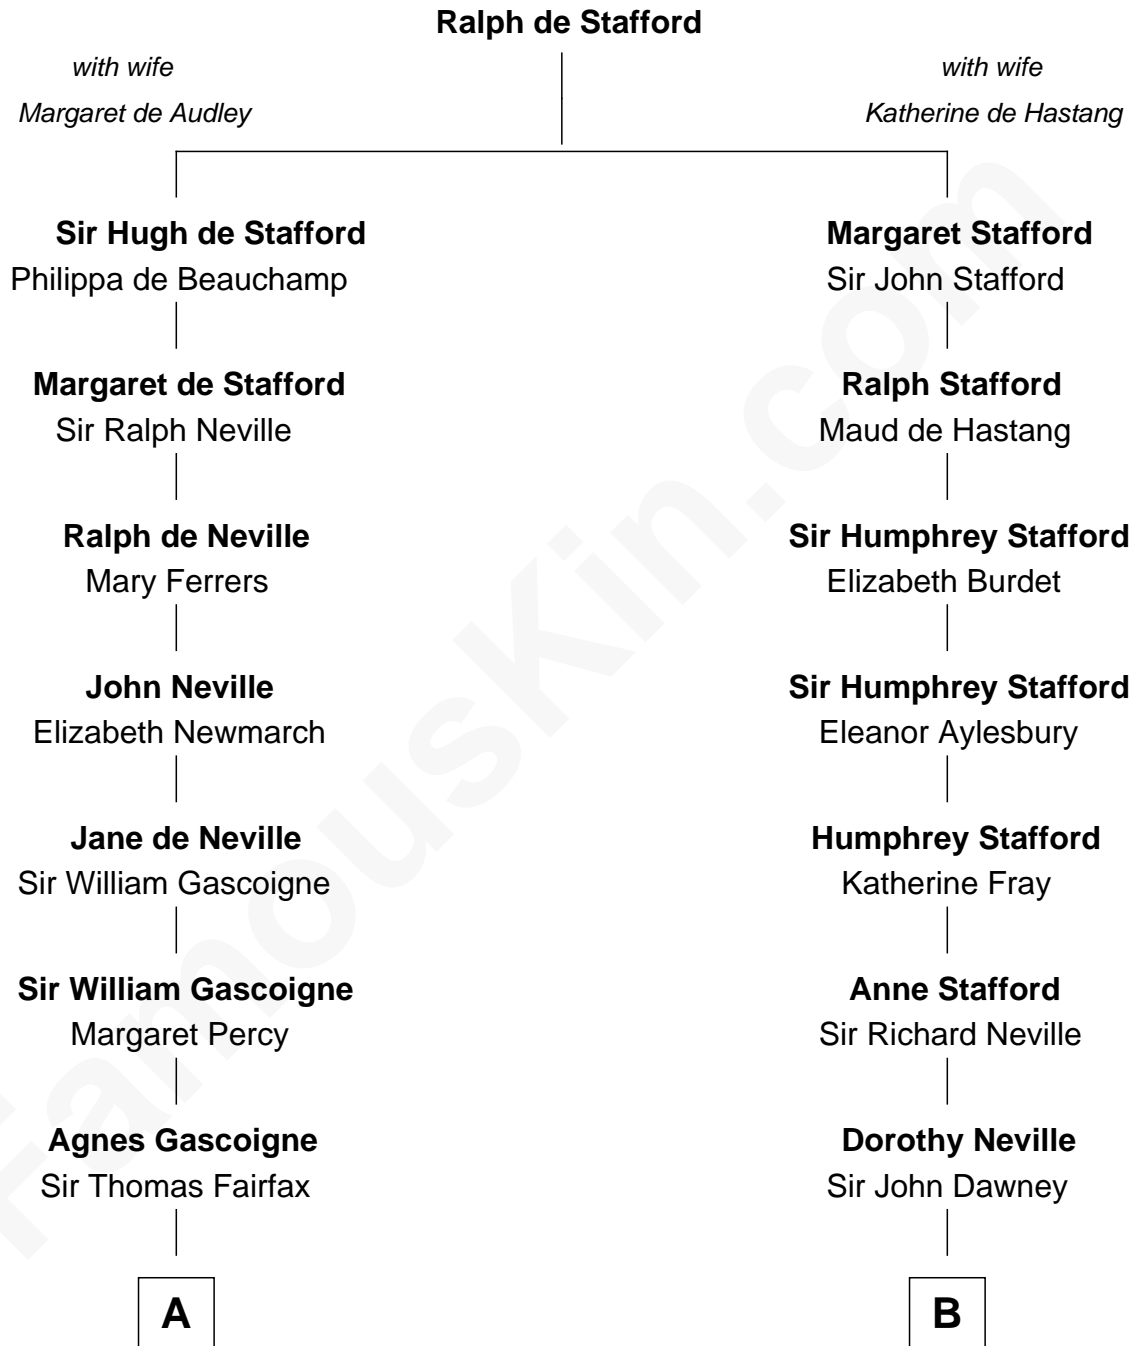 Ralph de Stafford
with wife
Margaret de Audley
with wife
Katherine de Hastang
Sir Hugh de Stafford
Philippa de Beauchamp
Margaret Stafford
Sir John Stafford
Margaret de Stafford
Sir Ralph Neville
Ralph Stafford
Maud de Hastang
Ralph de Neville
Mary Ferrers
Sir Humphrey Stafford
Elizabeth Burdet
John Neville
Elizabeth Newmarch
Sir Humphrey Stafford
Eleanor Aylesbury
Jane de Neville
Sir William Gascoigne
Humphrey Stafford
Katherine Fray
Sir William Gascoigne
Margaret Percy
Anne Stafford
Sir Richard Neville
Agnes Gascoigne
Sir Thomas Fairfax
Dorothy Neville
Sir John Dawney
A
B
FamousKin.com